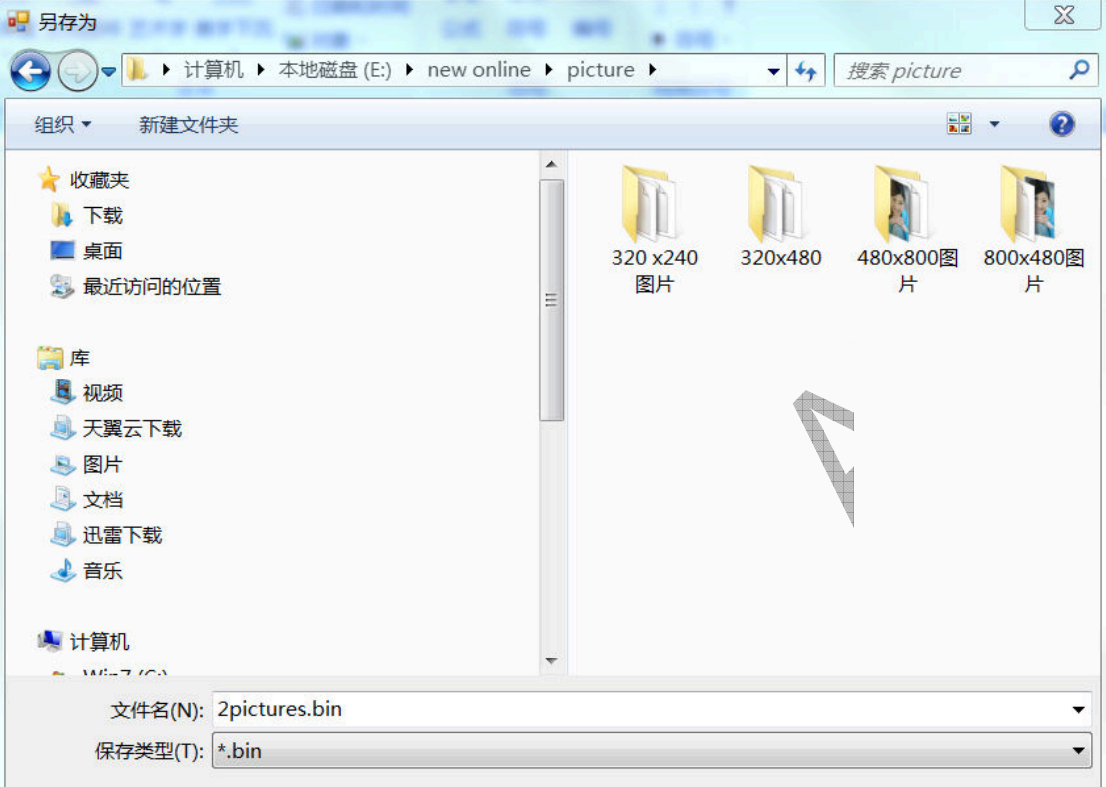 另存为
计算机 本地磁盘 (E:) new online picture
搜索 picture
组织 新建文件夹
收藏夹
下载
桌面
最近访问的位置
库
视频
天翼云下载
图片
文档
迅雷下载
音乐
计算机
Win7 (C:)
320 x240
图片
320x480
480x800图
片
800x480图
片
文件名(N): 2pictures.bin
保存类型(T): *.bin